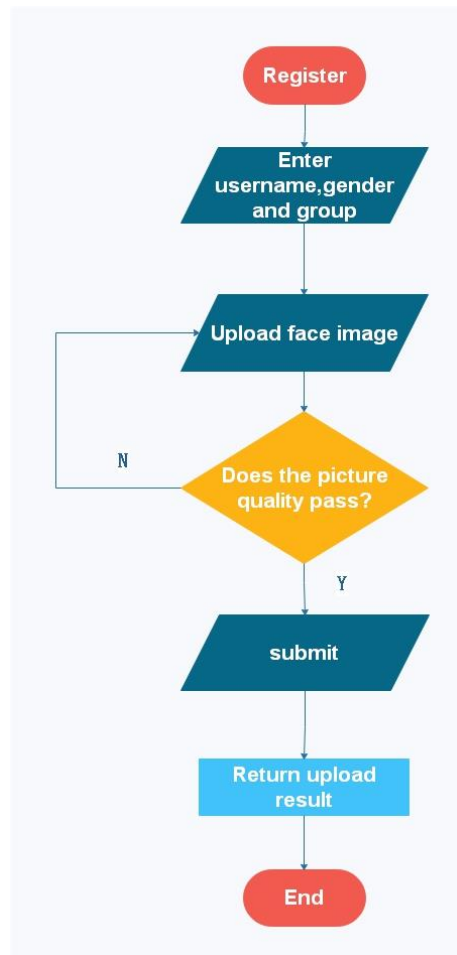 Register
Enter
username,gender
and group
Upload face image
N
Does the picture
quality pass?
Y
submit
Return upload
result
End